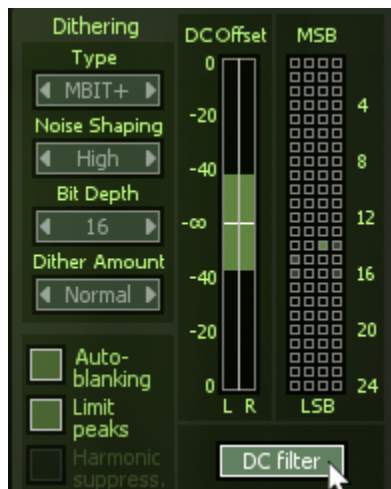 Dithering
Type
MBIT+
Noise Shaping
High
Bit Depth
16
Dither Amount
Normal
Auto-
blanking
Limit
peaks
Harmonic
suppress.
DC Offset
0
-20
-40
-∞
-40
-20
0
L R
MSB
4
8
12
16
20
24
LSB
DC filter